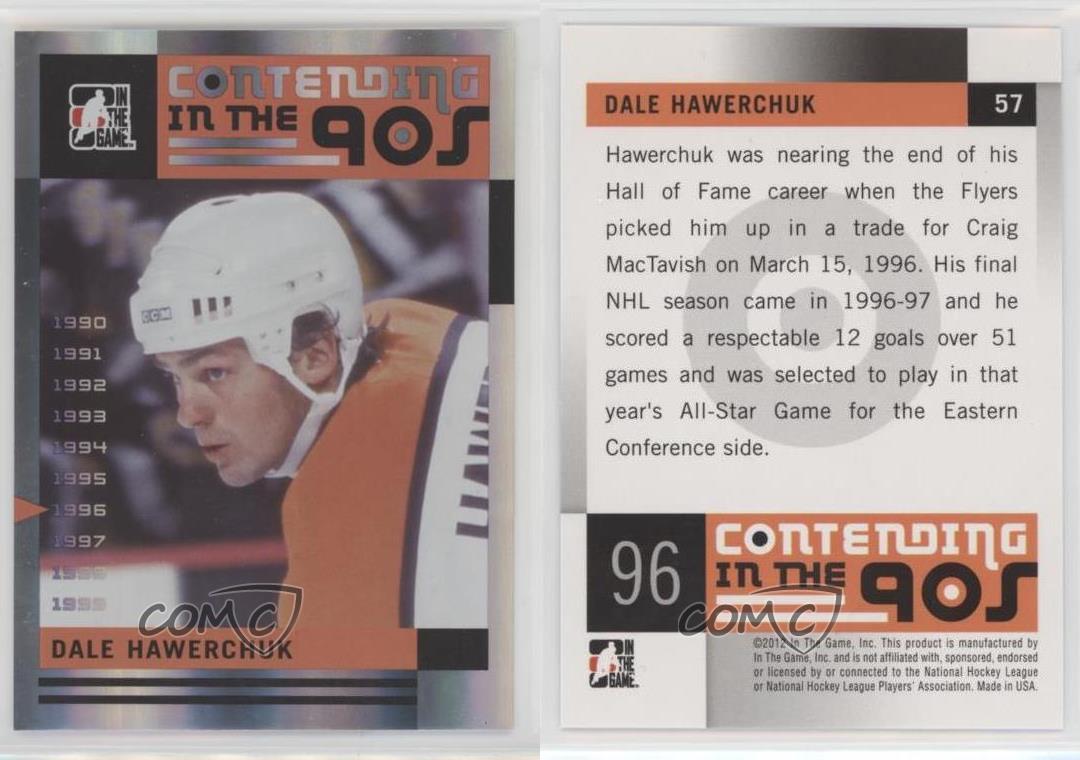 IN
THE
GAME
CONTENDING
IN THE 90s
CCM
1990
1991
1992
1993
1994
1995
1996
1997
1998
1999
COMC
DALE HAWERCHUK
DALE HAWERCHUK 57
Hawerchuk was nearing the end of his
Hall of Fame career when the Flyers
picked him up in a trade for Craig
MacTavish on March 15, 1996. His final
NHL season came in 1996-97 and he
scored a respectable 12 goals over 51
games and was selected to play in that
year's All-Star Game for the Eastern
Conference side.
96
CONTENDING
IN THE 90s
COMC
IN
THE
GAME
©2012 In The Game, Inc. This product is manufactured by
In The Game, Inc. and is not affiliated with, sponsored, endorsed
or licensed by or connected to the National Hockey League
or National Hockey League Players' Association. Made in USA.